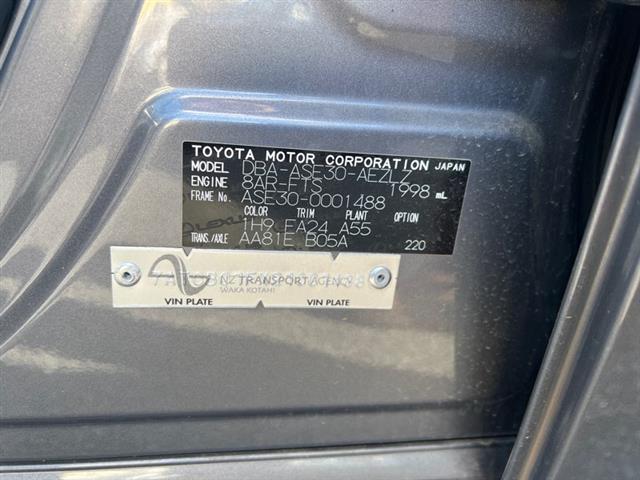 TOYOTA MOTOR CORPORATION JAPAN
MODEL DBA-ASE30-AEZLZ
ENGINE 8AR-FTS 1998 mL
FRAME No. ASE30-0001488
COLOR TRIM PLANT OPTION
1H9 EA24 A55
TRANS./AXLE AA81E B05A 220
NZ TRANSPORT AGENCY
WAKA KOTAHI
VIN PLATE VIN PLATE